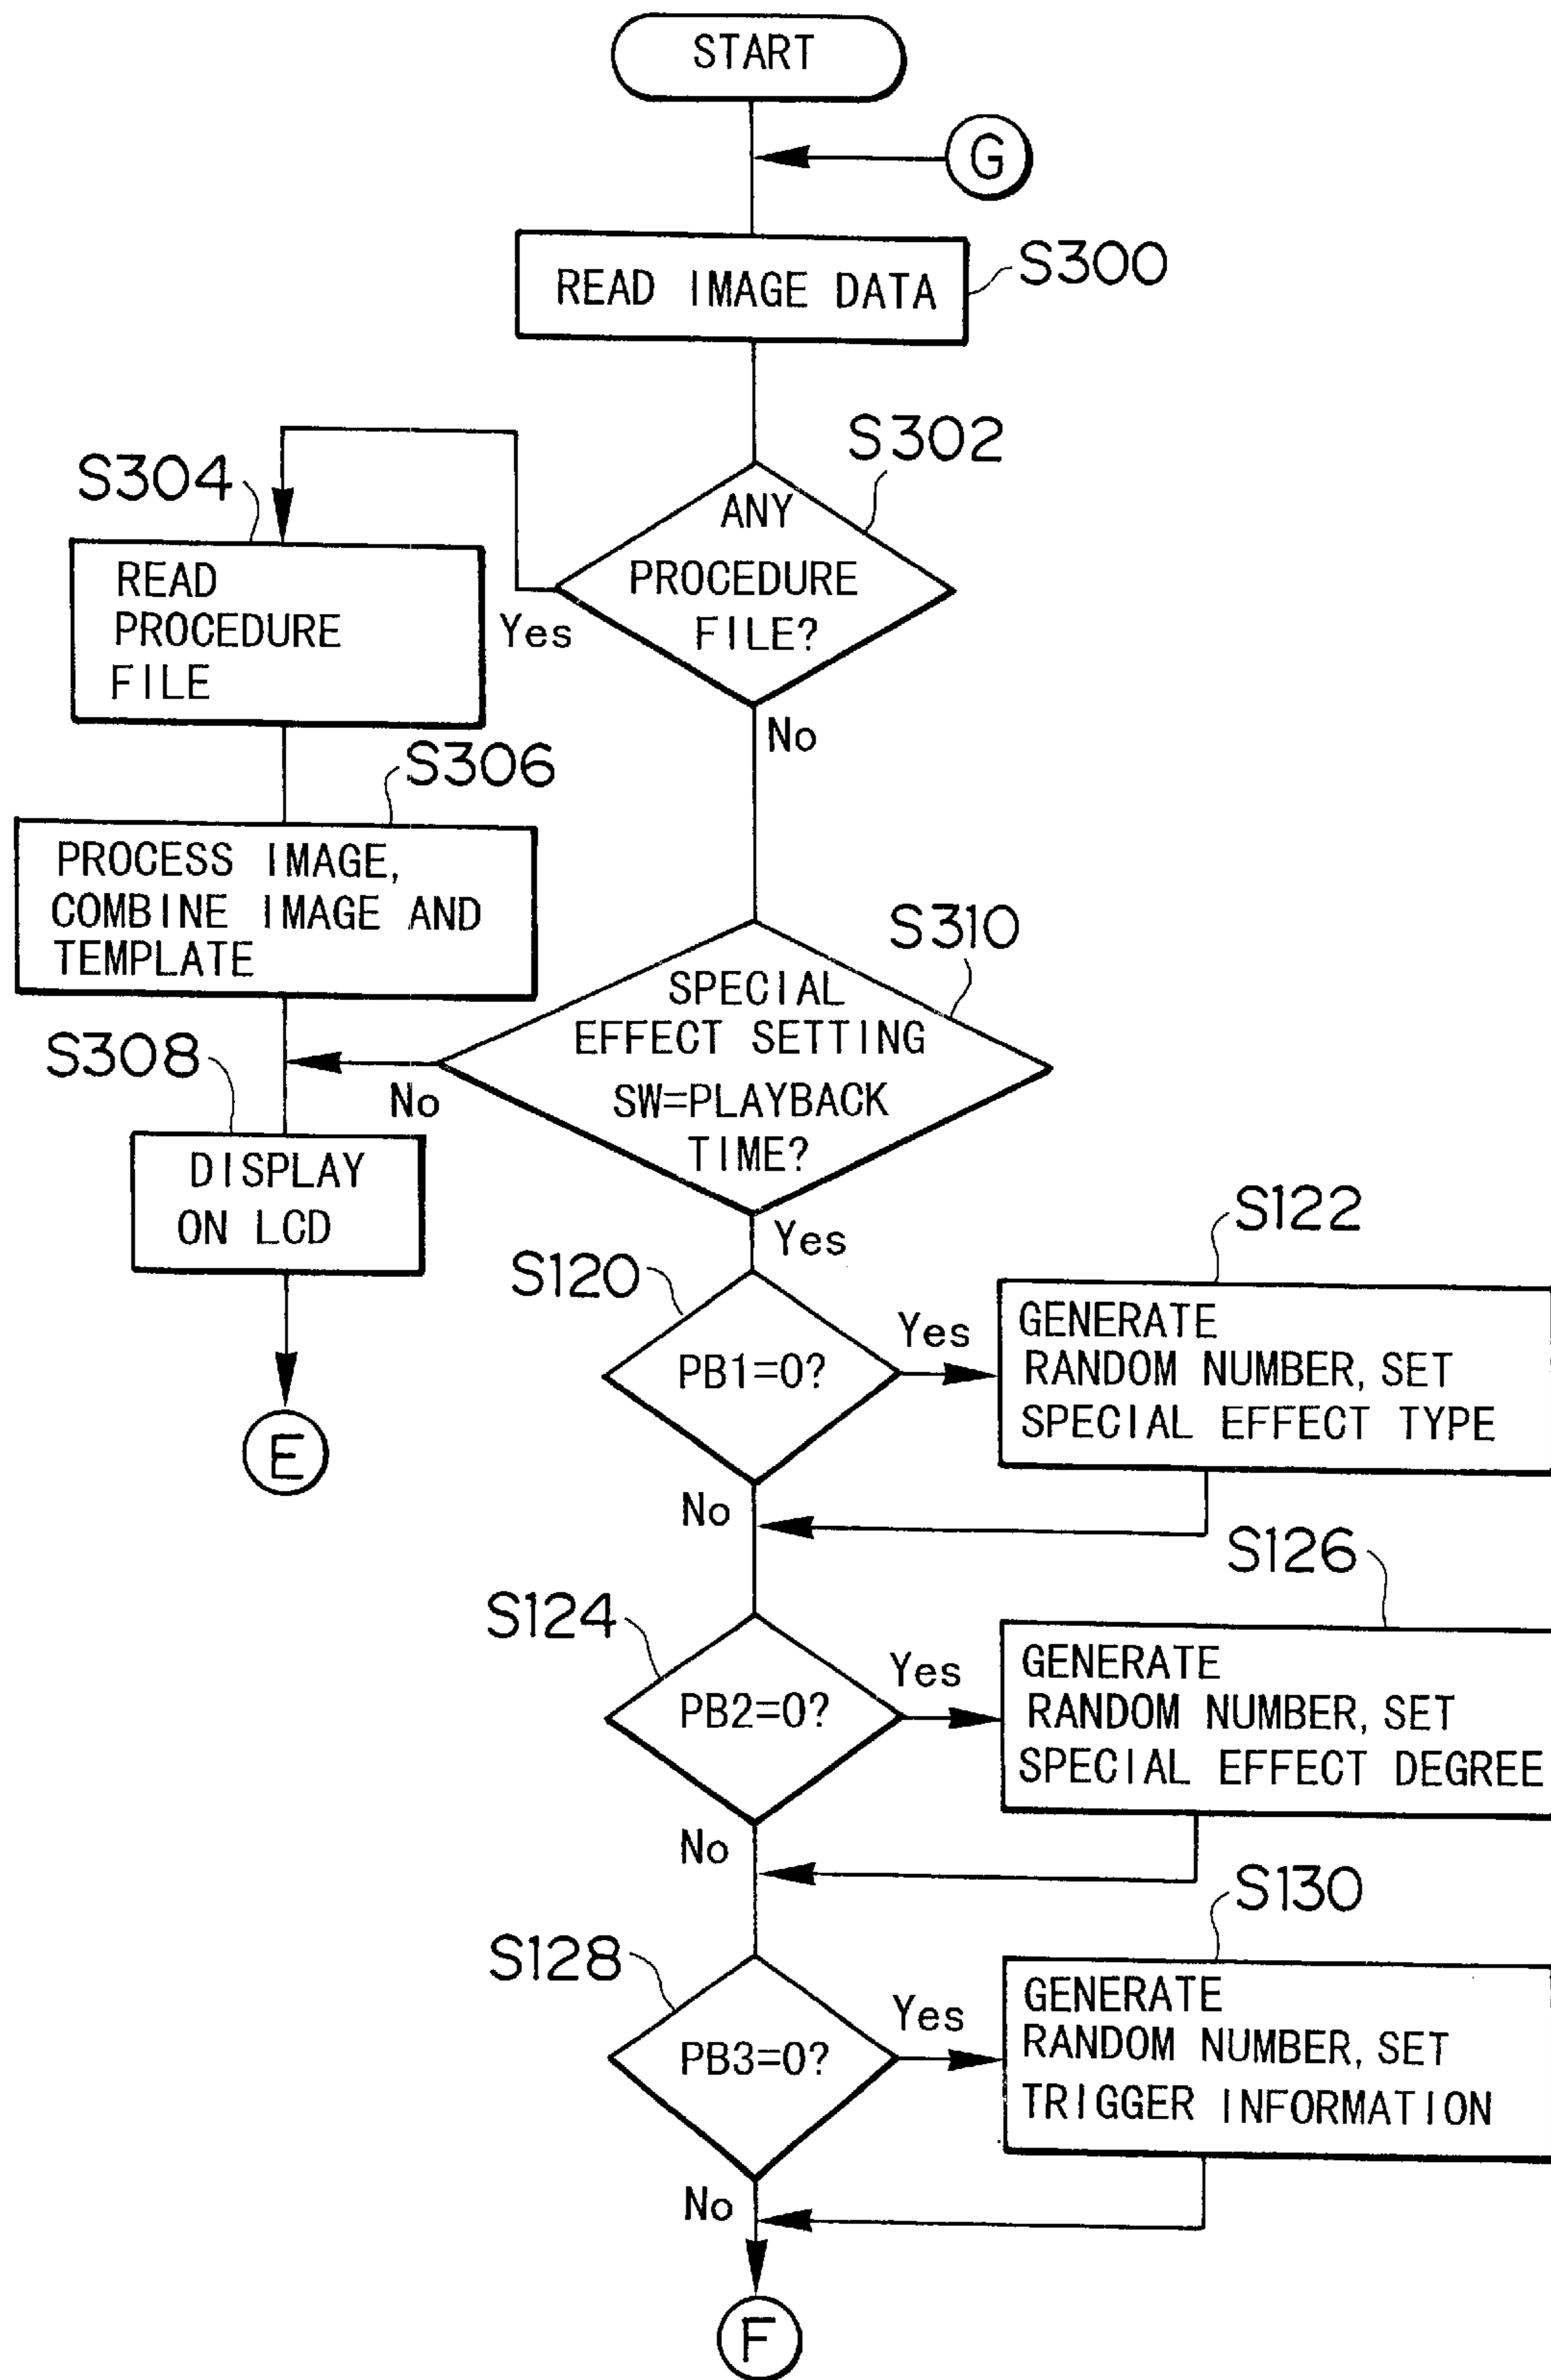 START
G
READ IMAGE DATA
S300
S302
ANY
PROCEDURE
FILE?
Yes
No
S304
READ
PROCEDURE
FILE
S306
PROCESS IMAGE,
COMBINE IMAGE AND
TEMPLATE
S310
SPECIAL
EFFECT SETTING
SW=PLAYBACK
TIME?
No
Yes
S308
DISPLAY
ON LCD
E
S120
PB1=0?
Yes
No
S122
GENERATE
RANDOM NUMBER, SET
SPECIAL EFFECT TYPE
S124
PB2=0?
Yes
No
S126
GENERATE
RANDOM NUMBER, SET
SPECIAL EFFECT DEGREE
S128
PB3=0?
Yes
No
S130
GENERATE
RANDOM NUMBER, SET
TRIGGER INFORMATION
F